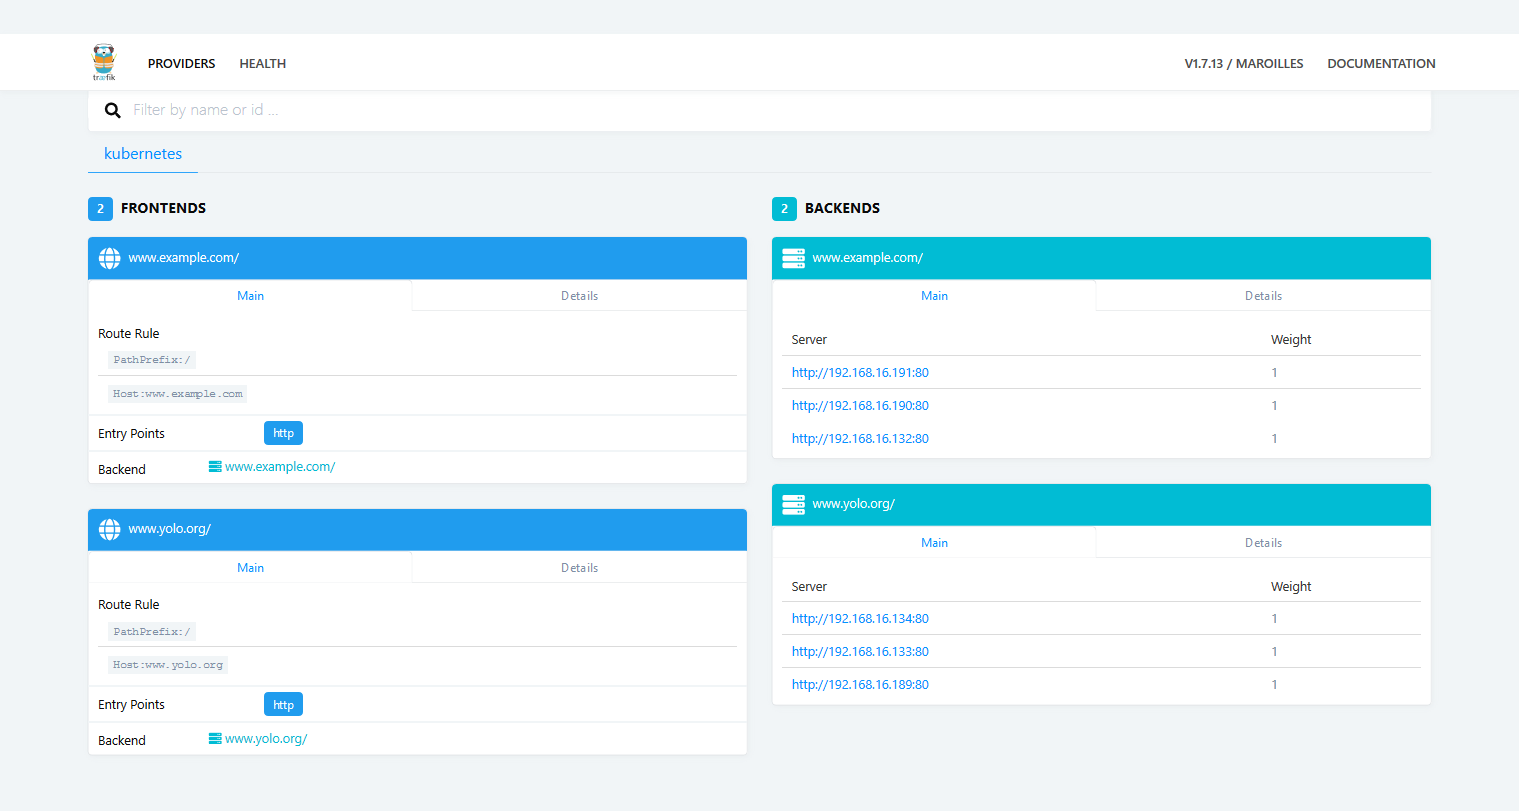 træfik
PROVIDERS HEALTH V1.7.13 / MAROILLES DOCUMENTATION
Filter by name or id ...
kubernetes
2 FRONTENDS
www.example.com/
Main Details
Route Rule
PathPrefix:/
Host:www.example.com
Entry Points http
Backend www.example.com/
www.yolo.org/
Main Details
Route Rule
PathPrefix:/
Host:www.yolo.org
Entry Points http
Backend www.yolo.org/
2 BACKENDS
www.example.com/
Main Details
Server Weight
http://192.168.16.191:80 1
http://192.168.16.190:80 1
http://192.168.16.132:80 1
www.yolo.org/
Main Details
Server Weight
http://192.168.16.134:80 1
http://192.168.16.133:80 1
http://192.168.16.189:80 1